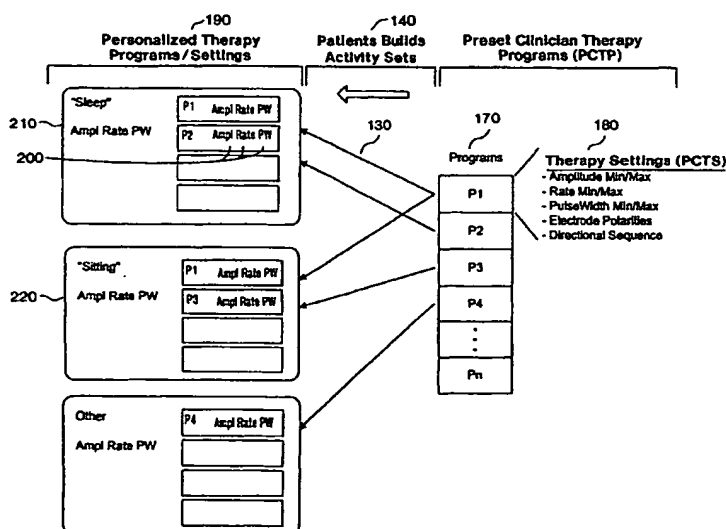 190
Personalized Therapy
Programs/Settings
140
Patients Builds
Activity Sets
Preset Clinician Therapy
Programs (PCTP)
210
"Sleep"
Ampl Rate PW
P1 Ampl Rate PW
P2 Ampl Rate PW
200
130
170
Programs
180
Therapy Settings (PCTS)
- Amplitude Min/Max
- Rate Min/Max
- PulseWidth Min/Max
- Electrode Polarities
- Directional Sequence
P1
P2
P3
P4
Pn
220
"Sitting"
Ampl Rate PW
P1 Ampl Rate PW
P3 Ampl Rate PW
Other
Ampl Rate PW
P4 Ampl Rate PW